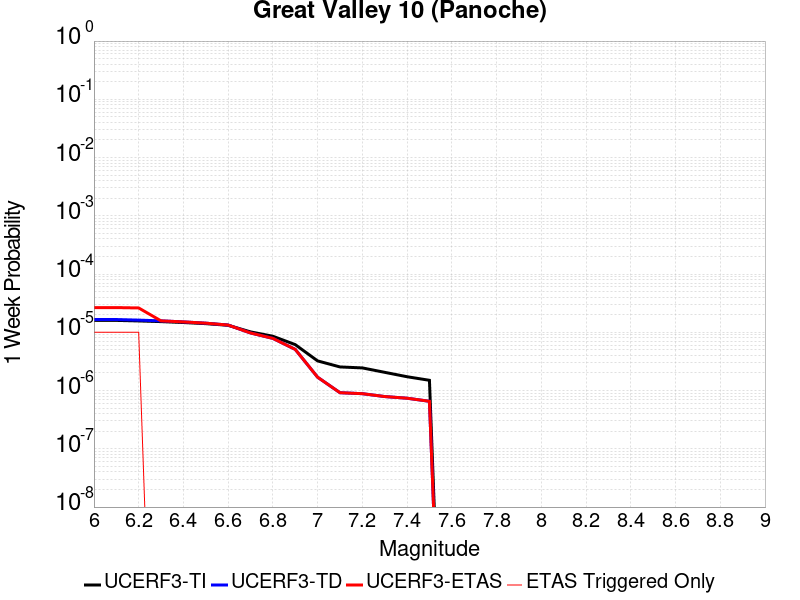 Great Valley 10 (Panoche)
10^0
10^-1
10^-2
10^-3
10^-4
10^-5
10^-6
10^-7
10^-8
1 Week Probability
6 6.2 6.4 6.6 6.8 7 7.2 7.4 7.6 7.8 8 8.2 8.4 8.6 8.8 9
Magnitude
UCERF3-TI UCERF3-TD UCERF3-ETAS ETAS Triggered Only